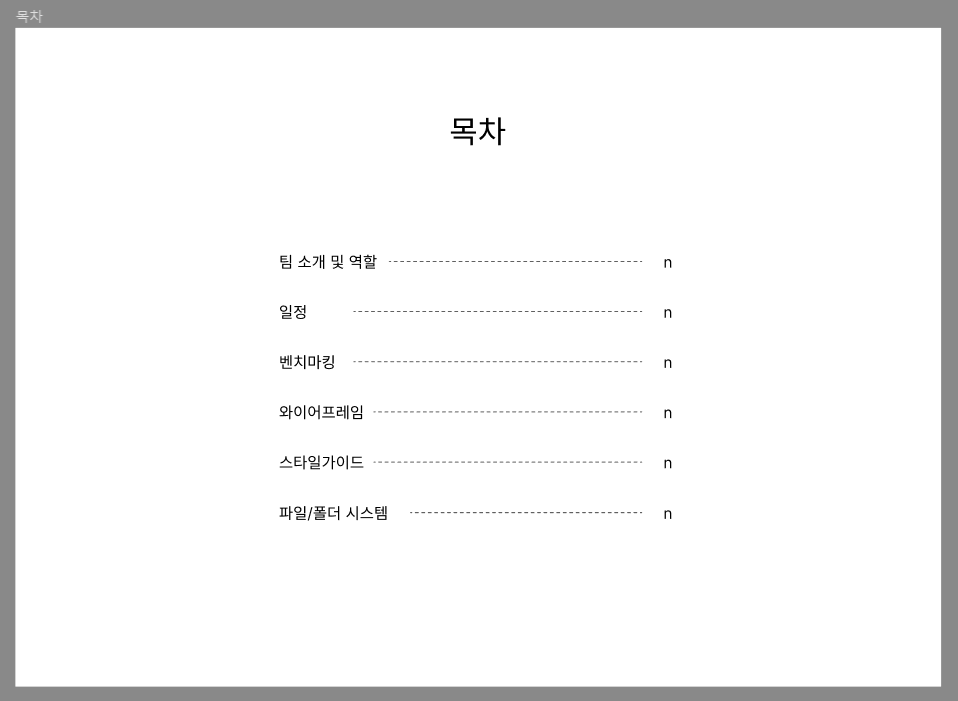 목차
목차
팀 소개 및 역할 n
일정 n
벤치마킹 n
와이어프레임 n
스타일가이드 n
파일/폴더 시스템 n